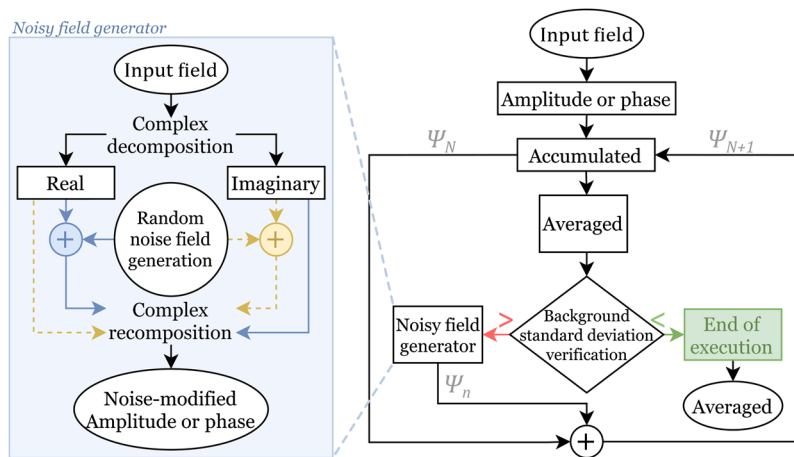 Noisy field generator
Input field
Complex
decomposition
Real
Imaginary
Random
noise field
generation
+
+
Complex
recomposition
Noise-modified
Amplitude or phase
Input field
Amplitude or phase
Ψ_N
Accumulated
Ψ_{N+1}
Averaged
Noisy field
generator
>
Background
standard deviation
verification
<
End of
execution
Ψ_n
Averaged
+